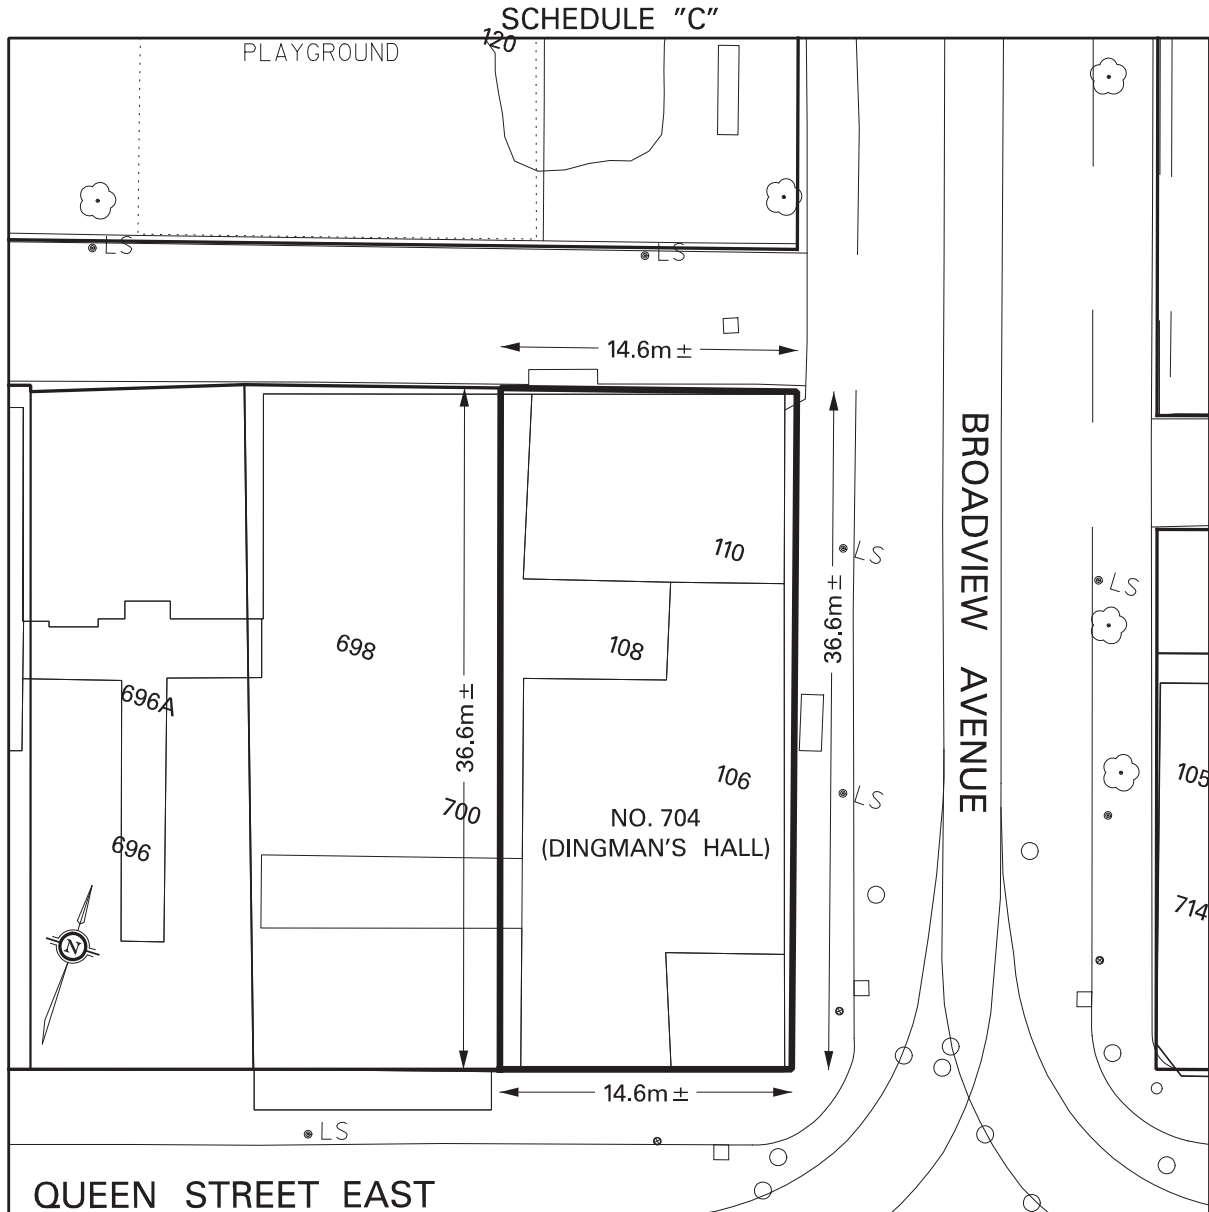 SCHEDULE "C"
120
PLAYGROUND
LS
LS
14.6m ±
BROADVIEW AVENUE
110
LS
36.6m ±
LS
698
108
696A
36.6m ±
105
106
LS
700
NO. 704
696
(DINGMAN'S HALL)
714
N
14.6m ±
LS
QUEEN STREET EAST